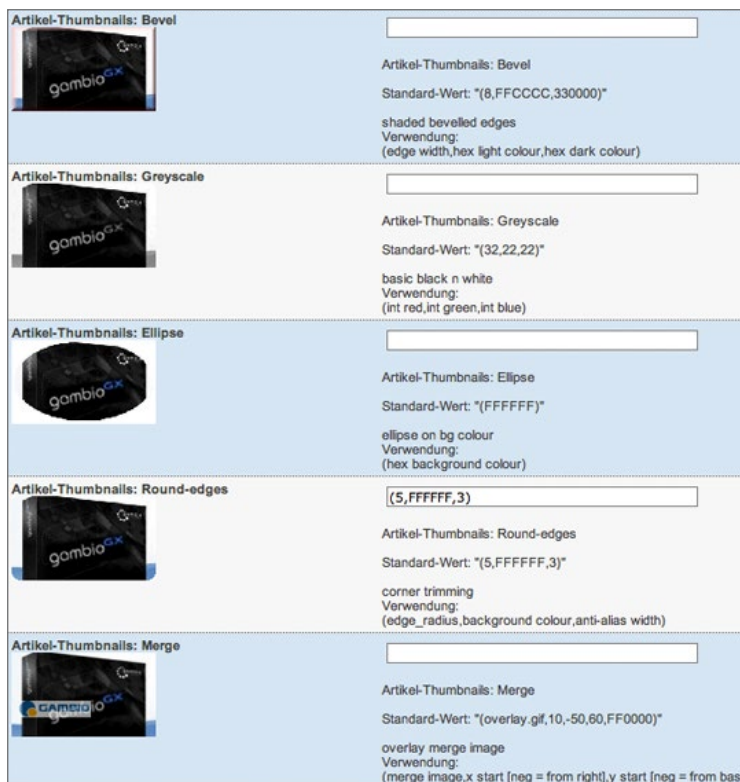 Artikel-Thumbnails: Bevel
gambioGX
Artikel-Thumbnails: Bevel
Standard-Wert: "(8,FFCCCC,330000)"
shaded bevelled edges
Verwendung:
(edge width,hex light colour,hex dark colour)
Artikel-Thumbnails: Greyscale
gambioGX
Artikel-Thumbnails: Greyscale
Standard-Wert: "(32,22,22)"
basic black n white
Verwendung:
(int red,int green,int blue)
Artikel-Thumbnails: Ellipse
gambioGX
Artikel-Thumbnails: Ellipse
Standard-Wert: "(FFFFFF)"
ellipse on bg colour
Verwendung:
(hex background colour)
Artikel-Thumbnails: Round-edges
gambioGX
(5,FFFFFF,3)
Artikel-Thumbnails: Round-edges
Standard-Wert: "(5,FFFFFF,3)"
corner trimming
Verwendung:
(edge_radius,background colour,anti-alias width)
Artikel-Thumbnails: Merge
gambioGX
GAMBIO
Artikel-Thumbnails: Merge
Standard-Wert: "(overlay.gif,10,-50,60,FF0000)"
overlay merge image
Verwendung:
(merge image,x start [neg = from right],y start [neg = from bas